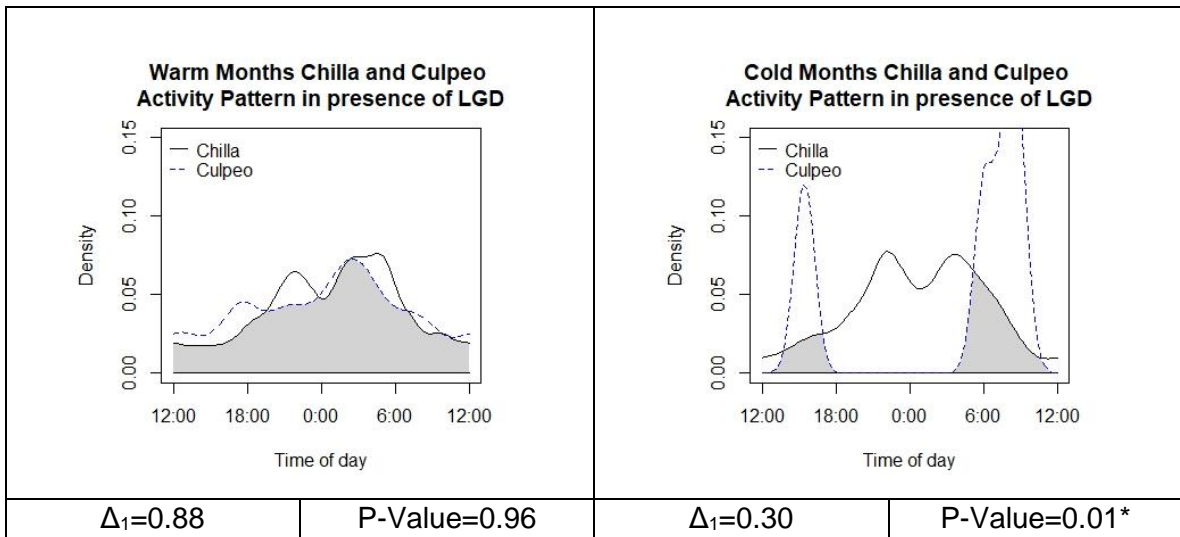 Warm Months Chilla and Culpeo
Activity Pattern in presence of LGD
0.15
0.10
0.05
0.00
Density
Chilla
Culpeo
12:00 18:00 0:00 6:00 12:00
Time of day
Cold Months Chilla and Culpeo
Activity Pattern in presence of LGD
0.15
0.10
0.05
0.00
Density
Chilla
Culpeo
12:00 18:00 0:00 6:00 12:00
Time of day
Δ₁=0.88 P-Value=0.96 Δ₁=0.30 P-Value=0.01*